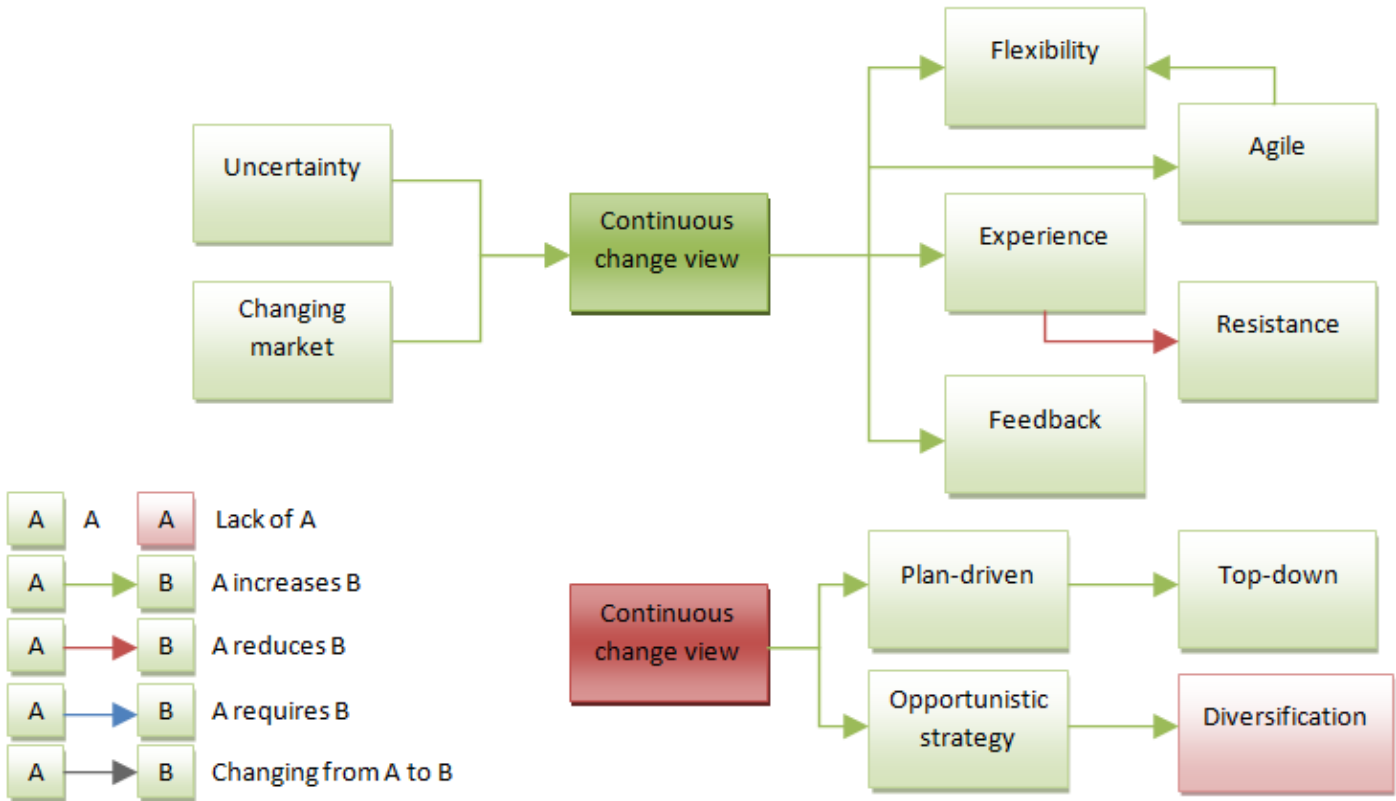 Flexibility
Agile
Uncertainty
Continuous
change view
Experience
Changing
market
Resistance
Feedback
A A A Lack of A
A B A increases B
A B A reduces B
A B A requires B
A B Changing from A to B
Continuous
change view
Plan-driven
Top-down
Opportunistic
strategy
Diversification